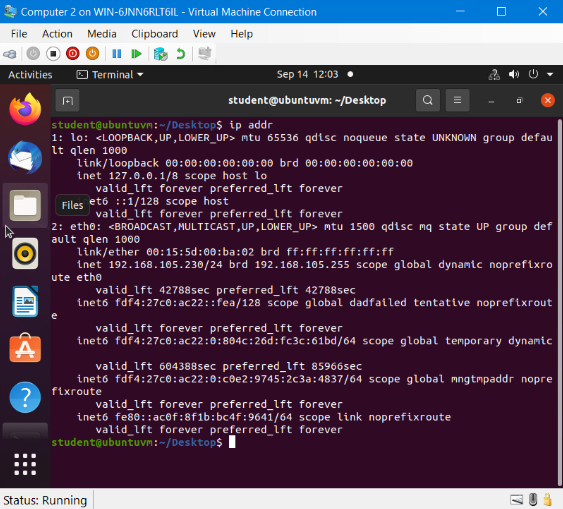 Computer 2 on WIN-6JNN6RLT6IL - Virtual Machine Connection
File Action Media Clipboard View Help
Activities Terminal Sep 14 12:03
student@ubuntuvm: ~/Desktop
student@ubuntuvm:~/Desktop$ ip addr
1: lo: <LOOPBACK,UP,LOWER_UP> mtu 65536 qdisc noqueue state UNKNOWN group defau
lt qlen 1000
link/loopback 00:00:00:00:00:00 brd 00:00:00:00:00:00
inet 127.0.0.1/8 scope host lo
valid_lft forever preferred_lft forever
Files
et6 ::1/128 scope host
valid_lft forever preferred_lft forever
2: eth0: <BROADCAST,MULTICAST,UP,LOWER_UP> mtu 1500 qdisc mq state UP group def
ault qlen 1000
link/ether 00:15:5d:00:ba:02 brd ff:ff:ff:ff:ff:ff
inet 192.168.105.230/24 brd 192.168.105.255 scope global dynamic noprefixro
ute eth0
valid_lft 42788sec preferred_lft 42788sec
inet6 fdf4:27c0:ac22::fea/128 scope global dadfailed tentative noprefixrout
e
valid_lft forever preferred_lft forever
inet6 fdf4:27c0:ac22:0:804c:26d:fc3c:61bd/64 scope global temporary dynamic
valid_lft 604388sec preferred_lft 85966sec
inet6 fdf4:27c0:ac22:0:c0e2:9745:2c3a:4837/64 scope global mngtmpaddr nopre
fixroute
valid_lft forever preferred_lft forever
inet6 fe80::ac0f:8f1b:bc4f:9641/64 scope link noprefixroute
valid_lft forever preferred_lft forever
student@ubuntuvm:~/Desktop$
Status: Running